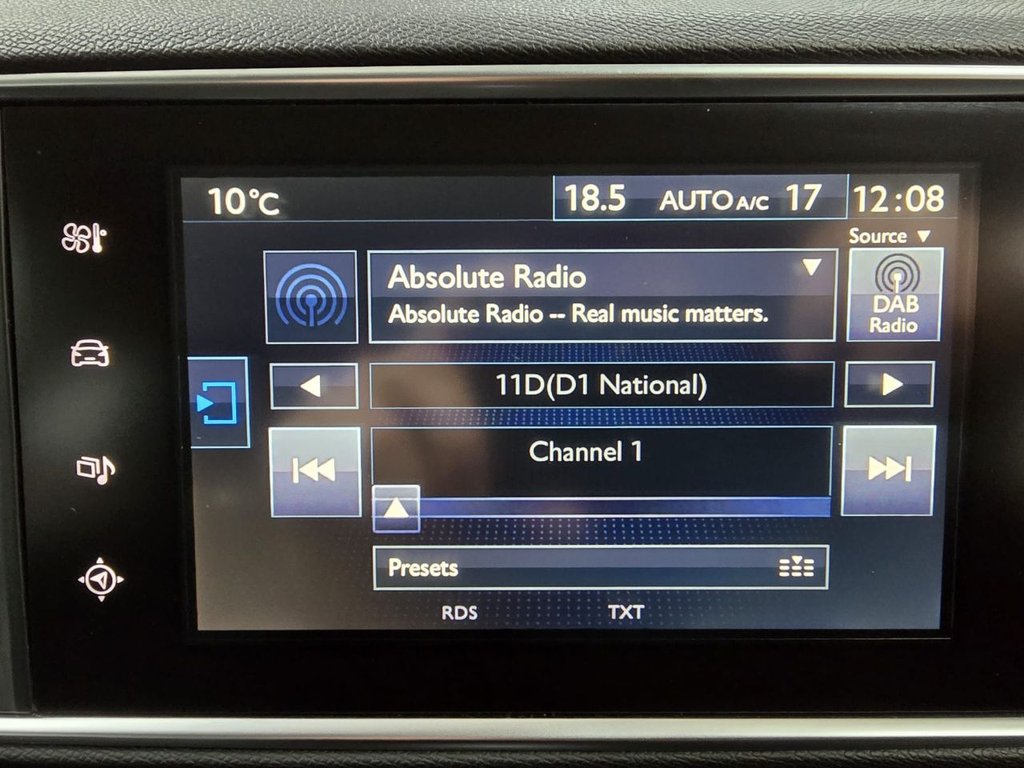 10°C
18.5 AUTO A/C 17
12:08
Source
Absolute Radio
Absolute Radio -- Real music matters.
DAB
Radio
11D(D1 National)
Channel 1
Presets
RDS TXT